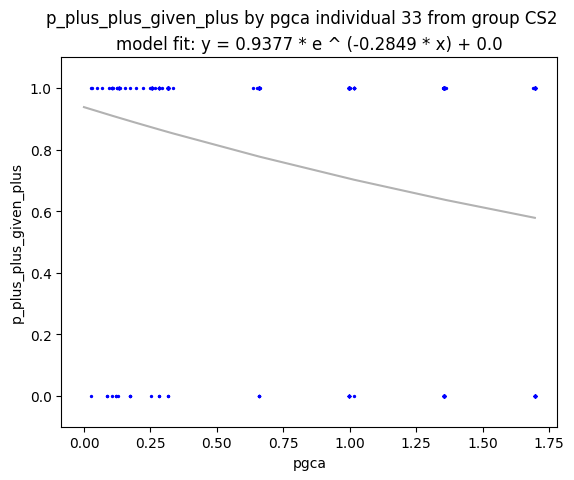 p_plus_plus_given_plus by pgca individual 33 from group CS2
model fit: y = 0.9377 * e ^ (-0.2849 * x) + 0.0
1.0
0.8
0.6
0.4
0.2
0.0
p_plus_plus_given_plus
0.00 0.25 0.50 0.75 1.00 1.25 1.50 1.75
pgca